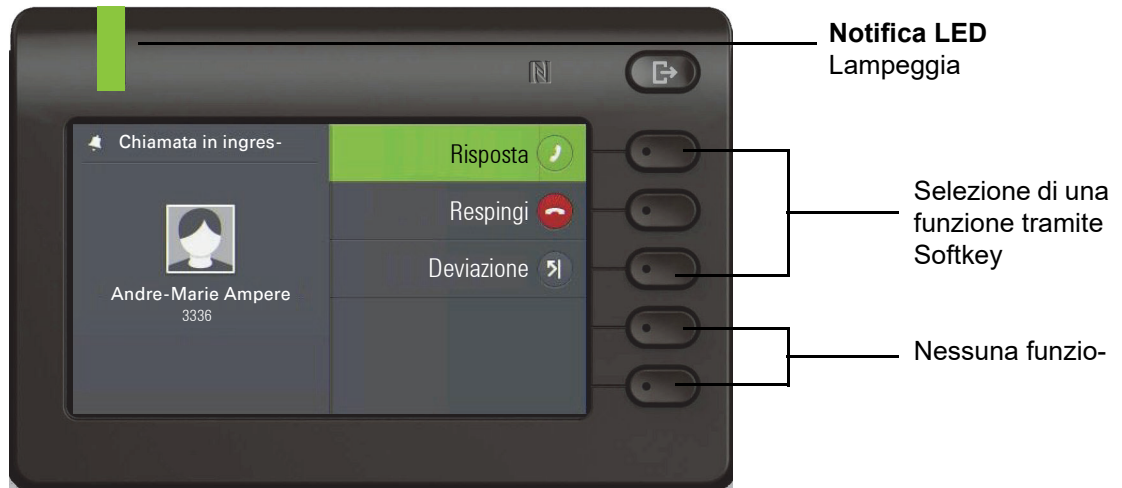 Notifica LED
Lampeggia
Chiamata in ingres-
Risposta
Respingi
Deviazione
Andre-Marie Ampere
3336
Selezione di una
funzione tramite
Softkey
Nessuna funzio-